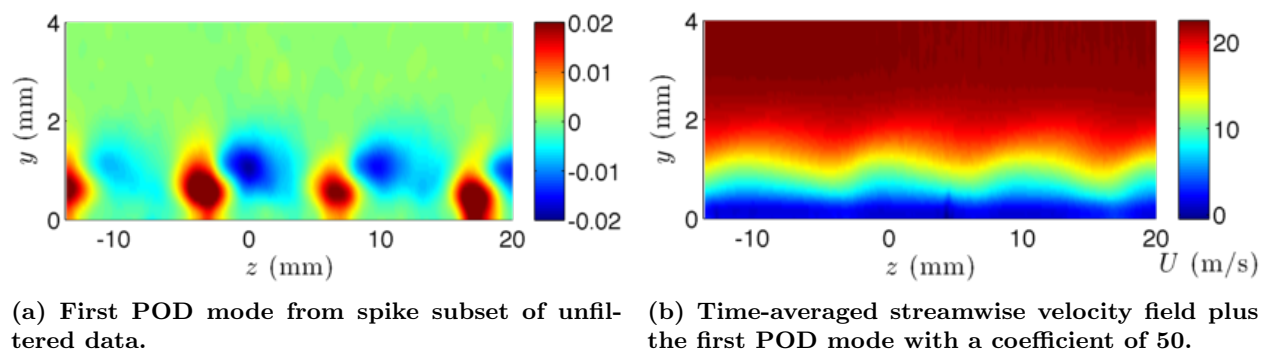 4
2
0
y (mm)
-10
0
10
20
z (mm)
0.02
0.01
0
-0.01
-0.02
4
2
0
y (mm)
-10
0
10
20
z (mm)
20
10
0
U (m/s)
(a) First POD mode from spike subset of unfil-
tered data.
(b) Time-averaged streamwise velocity field plus
the first POD mode with a coefficient of 50.